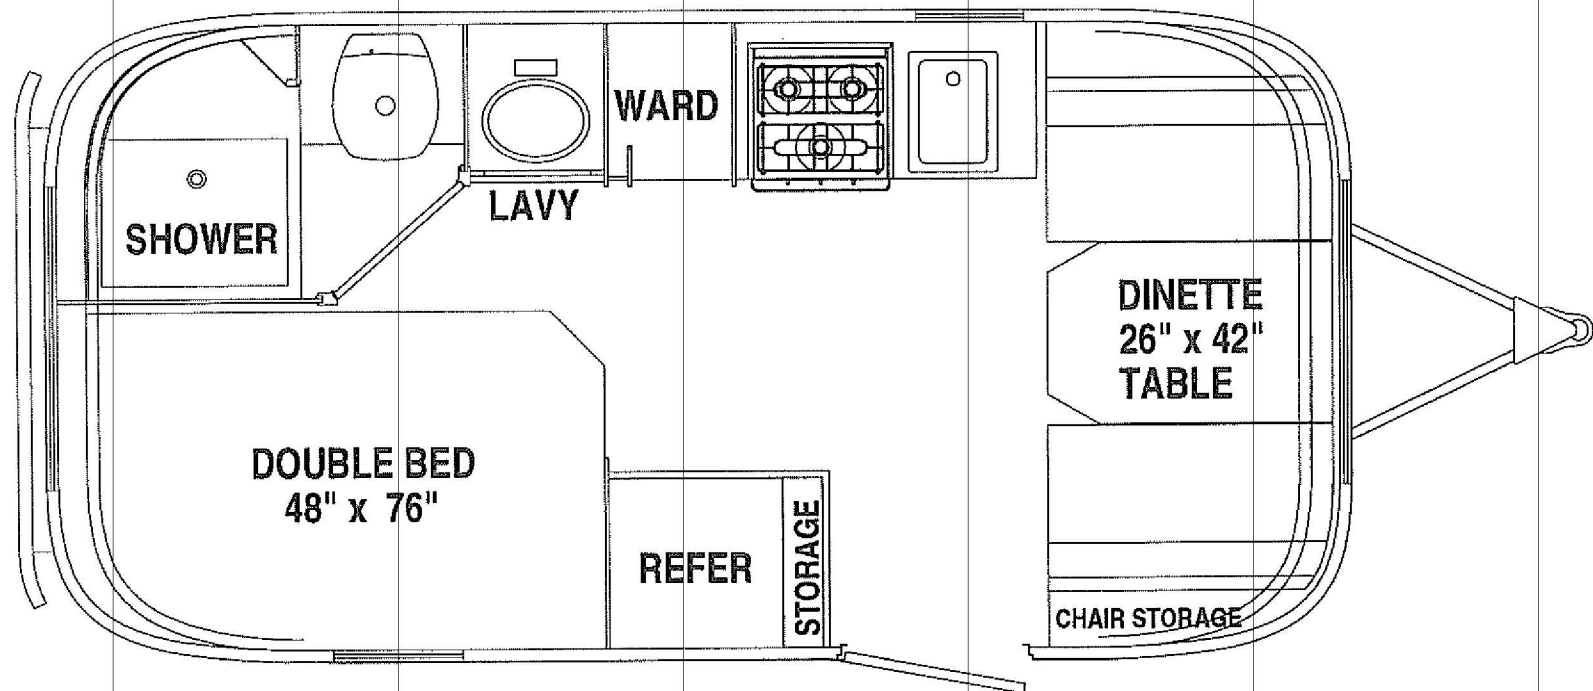 WARD
LAVY
SHOWER
DINETTE
26" x 42"
TABLE
DOUBLE BED
48" x 76"
REFER
STORAGE
CHAIR STORAGE